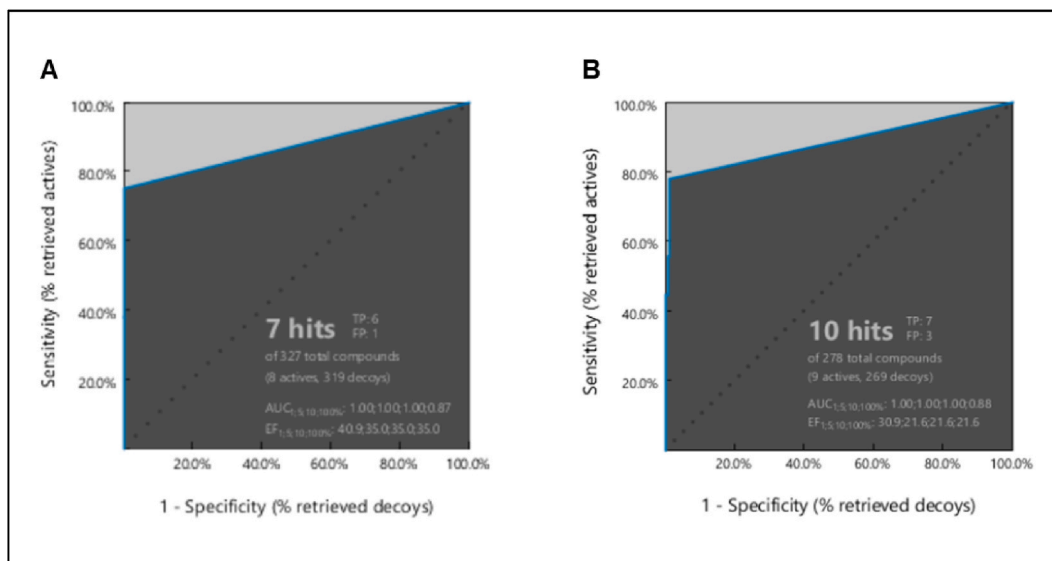 A
100.0%
80.0%
60.0%
40.0%
20.0%
Sensitivity (% retrieved actives)
7 hits
TP: 6
FP: 1
of 327 total compounds
(8 actives, 319 decoys)
AUC1;5;10;100%: 1.00;1.00;1.00;0.87
EF1;5;10;100%: 40.9;35.0;35.0;35.0
20.0% 40.0% 60.0% 80.0% 100.0%
1 - Specificity (% retrieved decoys)
B
100.0%
80.0%
60.0%
40.0%
20.0%
Sensitivity (% retrieved actives)
10 hits
TP: 7
FP: 3
of 278 total compounds
(9 actives, 269 decoys)
AUC1;5;10;100%: 1.00;1.00;1.00;0.88
EF1;5;10;100%: 30.9;21.6;21.6;21.6
20.0% 40.0% 60.0% 80.0% 100.0%
1 - Specificity (% retrieved decoys)